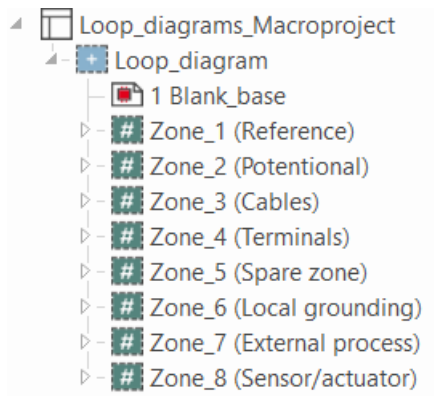 Loop_diagrams_Macroproject
Loop_diagram
1 Blank_base
Zone_1 (Reference)
Zone_2 (Potentional)
Zone_3 (Cables)
Zone_4 (Terminals)
Zone_5 (Spare zone)
Zone_6 (Local grounding)
Zone_7 (External process)
Zone_8 (Sensor/actuator)